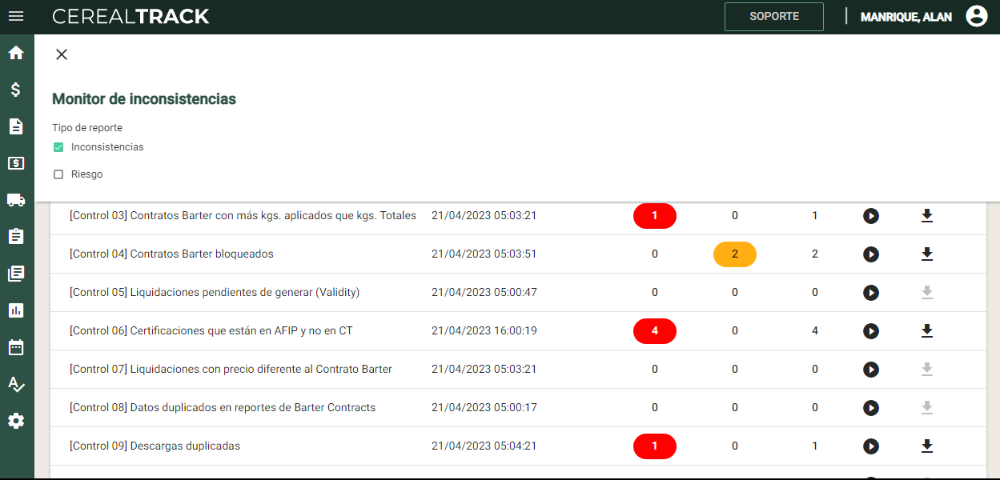 CEREALTRACK
SOPORTE
MANRIQUE, ALAN
Monitor de inconsistencias
Tipo de reporte
Inconsistencias
Riesgo
[Control 03] Contratos Barter con más kgs. aplicados que kgs. Totales 21/04/2023 05:03:21 1 0 1
[Control 04] Contratos Barter bloqueados 21/04/2023 05:03:51 0 2 2
[Control 05] Liquidaciones pendientes de generar (Validity) 21/04/2023 05:00:47 0 0 0
[Control 06] Certificaciones que están en AFIP y no en CT 21/04/2023 16:00:19 4 0 4
[Control 07] Liquidaciones con precio diferente al Contrato Barter 21/04/2023 05:03:21 0 0 0
[Control 08] Datos duplicados en reportes de Barter Contracts 21/04/2023 05:00:17 0 0 0
[Control 09] Descargas duplicadas 21/04/2023 05:04:21 1 0 1